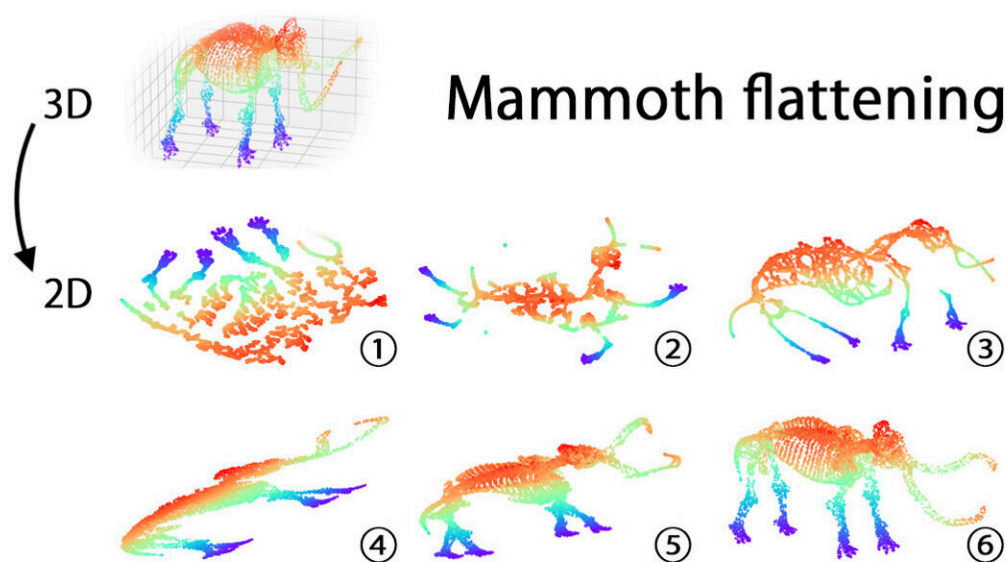 3D
Mammoth flattening
2D
①
②
③
④
⑤
⑥